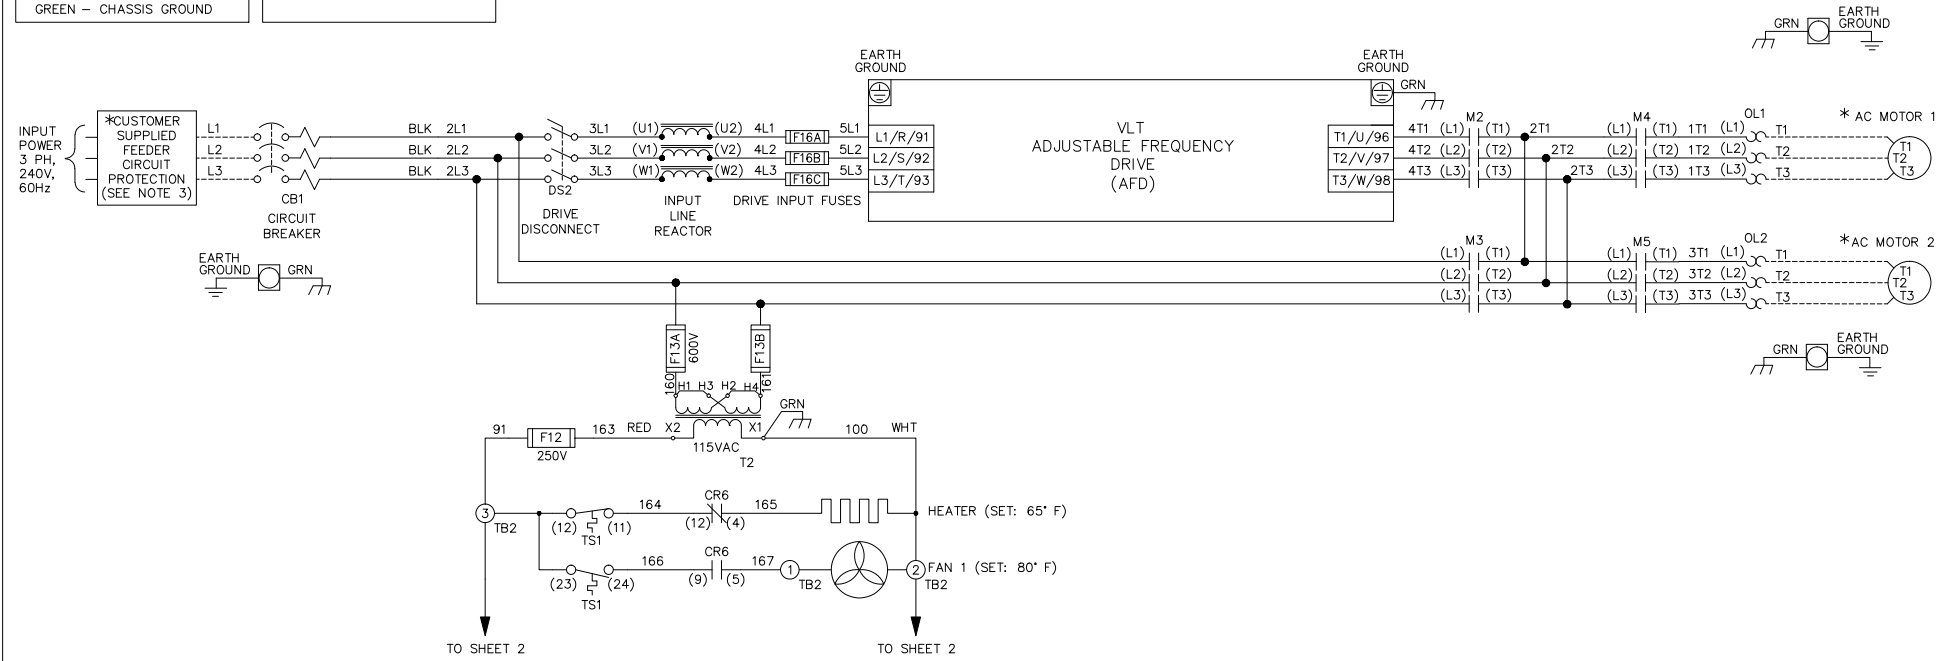 GREEN – CHASSIS GROUND
EARTH
GROUND
GRN
INPUT
POWER
3 PH,
240V,
60Hz
*CUSTOMER
SUPPLIED
FEEDER
CIRCUIT
PROTECTION
(SEE NOTE 3)
L1
L2
L3
CB1
CIRCUIT
BREAKER
BLK 2L1
BLK 2L2
BLK 2L3
DS2
DRIVE
DISCONNECT
3L1 (U1) (U2) 4L1 F16A 5L1
3L2 (V1) (V2) 4L2 F16B 5L2
3L3 (W1) (W2) 4L3 F16C 5L3
INPUT
LINE
REACTOR
DRIVE INPUT FUSES
EARTH
GROUND
L1/R/91
L2/S/92
L3/T/93
VLT
ADJUSTABLE FREQUENCY
DRIVE
(AFD)
EARTH
GROUND
GRN
T1/U/96
T2/V/97
T3/W/98
M2 M4 OL1
4T1 (L1) (T1) 2T1 (L1) (T1) 1T1 (L1) T1
4T2 (L2) (T2) 2T2 (L2) (T2) 1T2 (L2) T2
4T3 (L3) (T3) 2T3 (L3) (T3) 1T3 (L3) T3
* AC MOTOR 1
T1
T2
T3
M3 M5 OL2
(L1) (T1) (L1) (T1) 3T1 (L1) T1
(L2) (T2) (L2) (T2) 3T2 (L2) T2
(L3) (T3) (L3) (T3) 3T3 (L3) T3
*AC MOTOR 2
T1
T2
T3
EARTH
GROUND
GRN
GRN
EARTH
GROUND
F13A
600V
F13B
160
161
H1 H3 H2 H4
GRN
91 F12 163 RED X2 X1 100 WHT
250V
115VAC
T2
3
TB2
(12) (11)
TS1
164
CR6
(12) (4)
165
HEATER (SET: 65° F)
(23) (24)
TS1
166
CR6
(9) (5)
167
1
TB2
2
TB2
FAN 1 (SET: 80° F)
TO SHEET 2
TO SHEET 2